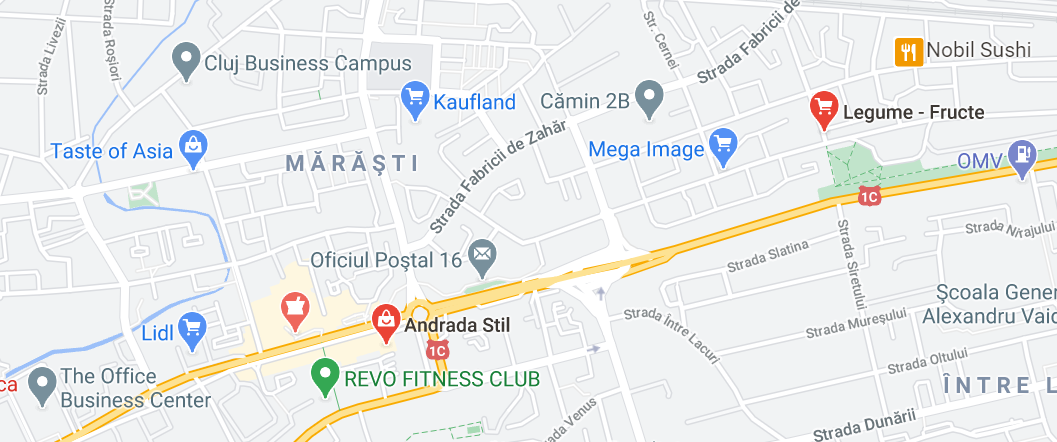 Strada Livezii
Strada Roșiori
Str. Cernei
Strada Fabricii de
Nobil Sushi
Cluj Business Campus
Kaufland
Cămin 2B
Legume - Fructe
Strada Fabricii de Zahăr
Taste of Asia
MĂRĂȘTI
Mega Image
OMV
1C
Oficiul Poștal 16
Strada Slatina
Strada Siretului
Școala Gener
Alexandru Vaid
Lidl
Andrada Stil
1C
Strada Între Lacuri
Strada Mureșului
Strada Oltului
REVO FITNESS CLUB
The Office
Business Center
ca
ÎNTRE L
Strada Dunării
ada Venus